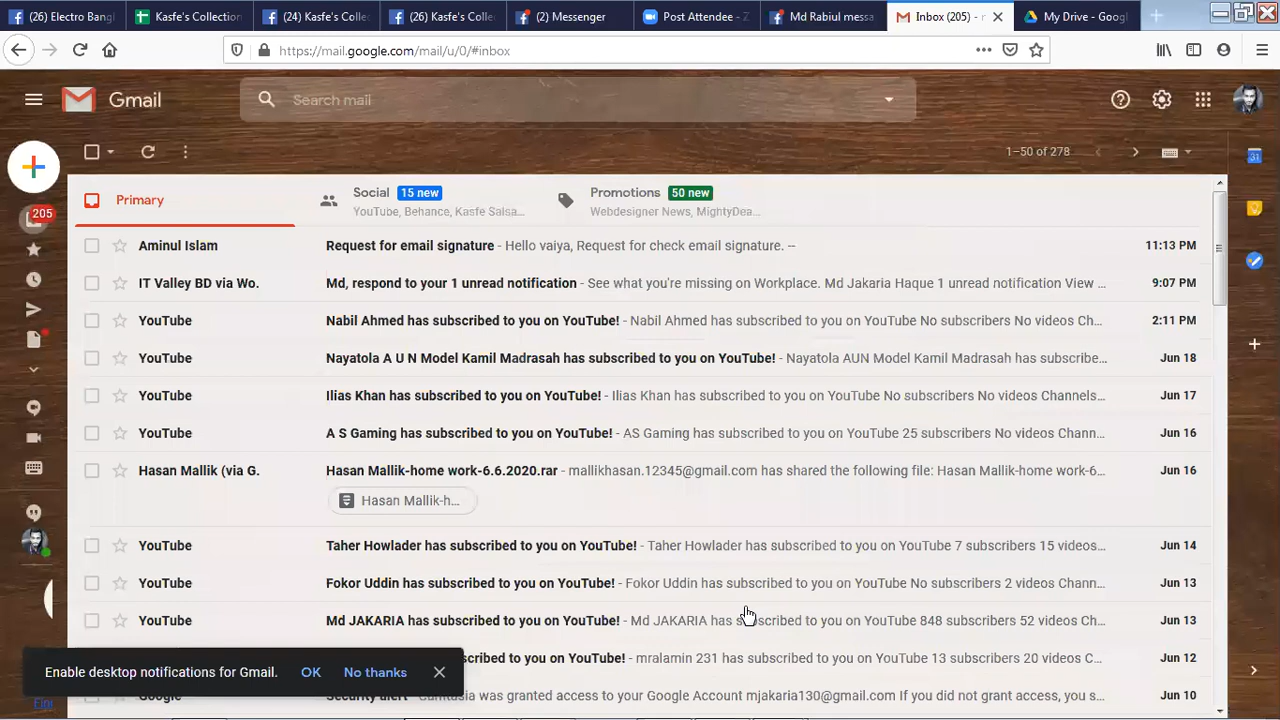 (f) Electro Bangl
Kasfe's Collection
(24) Kasfe's Colle
(26) Kasfe's Colle
(2) Messenger
Post Attendee - Z
Md Rabiul messa
Inbox (205) - r
My Drive - Googl
https://mail.google.com/mail/u/0/#inbox
Gmail
Search mail
1–50 of 278
205
Primary
Social 15 new
YouTube, Behance, Kasfe Salsa...
Promotions 50 new
Webdesigner News, MightyDea...
Aminul Islam Request for email signature - Hello vaiya, Request for check email signature. -- 11:13 PM
IT Valley BD via Wo. Md, respond to your 1 unread notification - See what you're missing on Workplace. Md Jakaria Haque 1 unread notification View ... 9:07 PM
YouTube Nabil Ahmed has subscribed to you on YouTube! - Nabil Ahmed has subscribed to you on YouTube No subscribers No videos Ch... 2:11 PM
YouTube Nayatola A U N Model Kamil Madrasah has subscribed to you on YouTube! - Nayatola AUN Model Kamil Madrasah has subscribe... Jun 18
YouTube Ilias Khan has subscribed to you on YouTube! - Ilias Khan has subscribed to you on YouTube No subscribers No videos Channels... Jun 17
YouTube A S Gaming has subscribed to you on YouTube! - AS Gaming has subscribed to you on YouTube 25 subscribers No videos Chann... Jun 16
Hasan Mallik (via G. Hasan Mallik-home work-6.6.2020.rar - mallikhasan.12345@gmail.com has shared the following file: Hasan Mallik-home work-6... Jun 16
Hasan Mallik-h...
YouTube Taher Howlader has subscribed to you on YouTube! - Taher Howlader has subscribed to you on YouTube 7 subscribers 15 videos... Jun 14
YouTube Fokor Uddin has subscribed to you on YouTube! - Fokor Uddin has subscribed to you on YouTube No subscribers 2 videos Chann... Jun 13
YouTube Md JAKARIA has subscribed to you on YouTube! - Md JAKARIA has subscribed to you on YouTube 848 subscribers 52 videos Ch... Jun 13
scribed to you on YouTube! - mralamin 231 has subscribed to you on YouTube 13 subscribers 20 videos C... Jun 12
Enable desktop notifications for Gmail. OK No thanks
Google Security alert - Camtasia was granted access to your Google Account mjakaria130@gmail.com If you did not grant access, you s... Jun 10